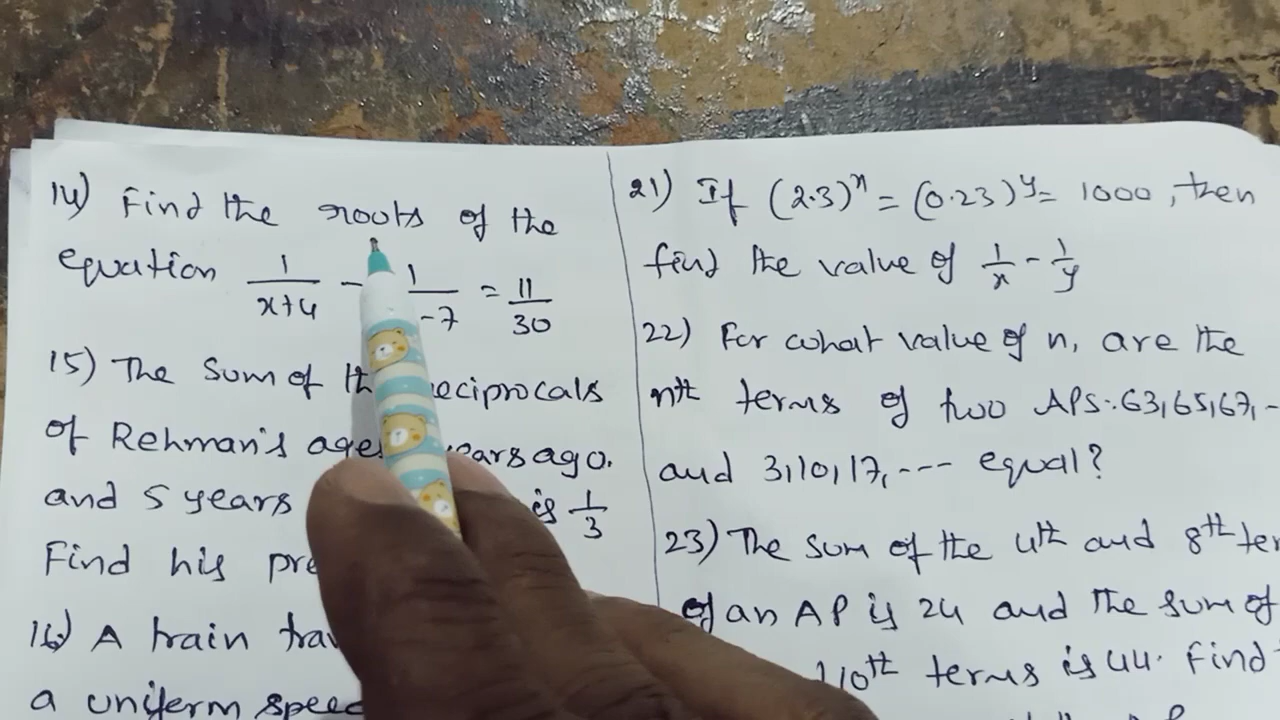 14) Find the roots of the
equation 1/x+4 - 1/-7 = 11/30
15) The Sum of the reciprocals
of Rehman's age years ago.
and 5 years is 1/3
Find his
16) A train
a uniform speed
21) If (2.3)^x = (0.23)^y = 1000, then
find the value of 1/x - 1/y
22) For what value of n, are the
nth terms of two APS:63,65,67,-
and 3,10,17,--- equal?
23) The sum of the 4th and 8th
of an AP is 24 and the sum of
10th terms is 44. Find